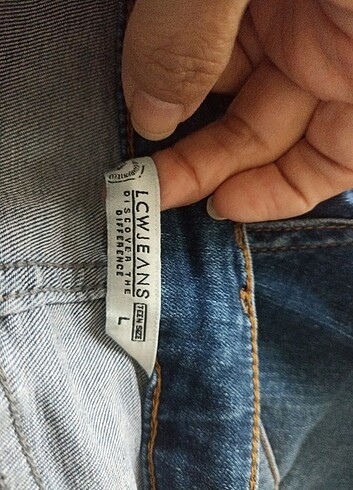 LCWJEANS
DISCOVER THE
DIFFERENCE
TEEN SIZE
L